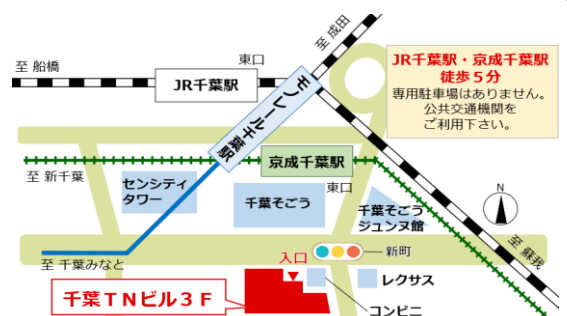 至 成田
至 船橋
東口
JR千葉駅
モノレール千葉駅
JR千葉駅・京成千葉駅
徒歩５分
専用駐車場はありません。
公共交通機関を
ご利用下さい。
京成千葉駅
至 新千葉
東口
センシティ
タワー
千葉そごう
千葉そごう
ジュンヌ館
N
至 蘇我
新町
至 千葉みなと
入口
レクサス
千葉ＴＮビル３Ｆ
コンビニ